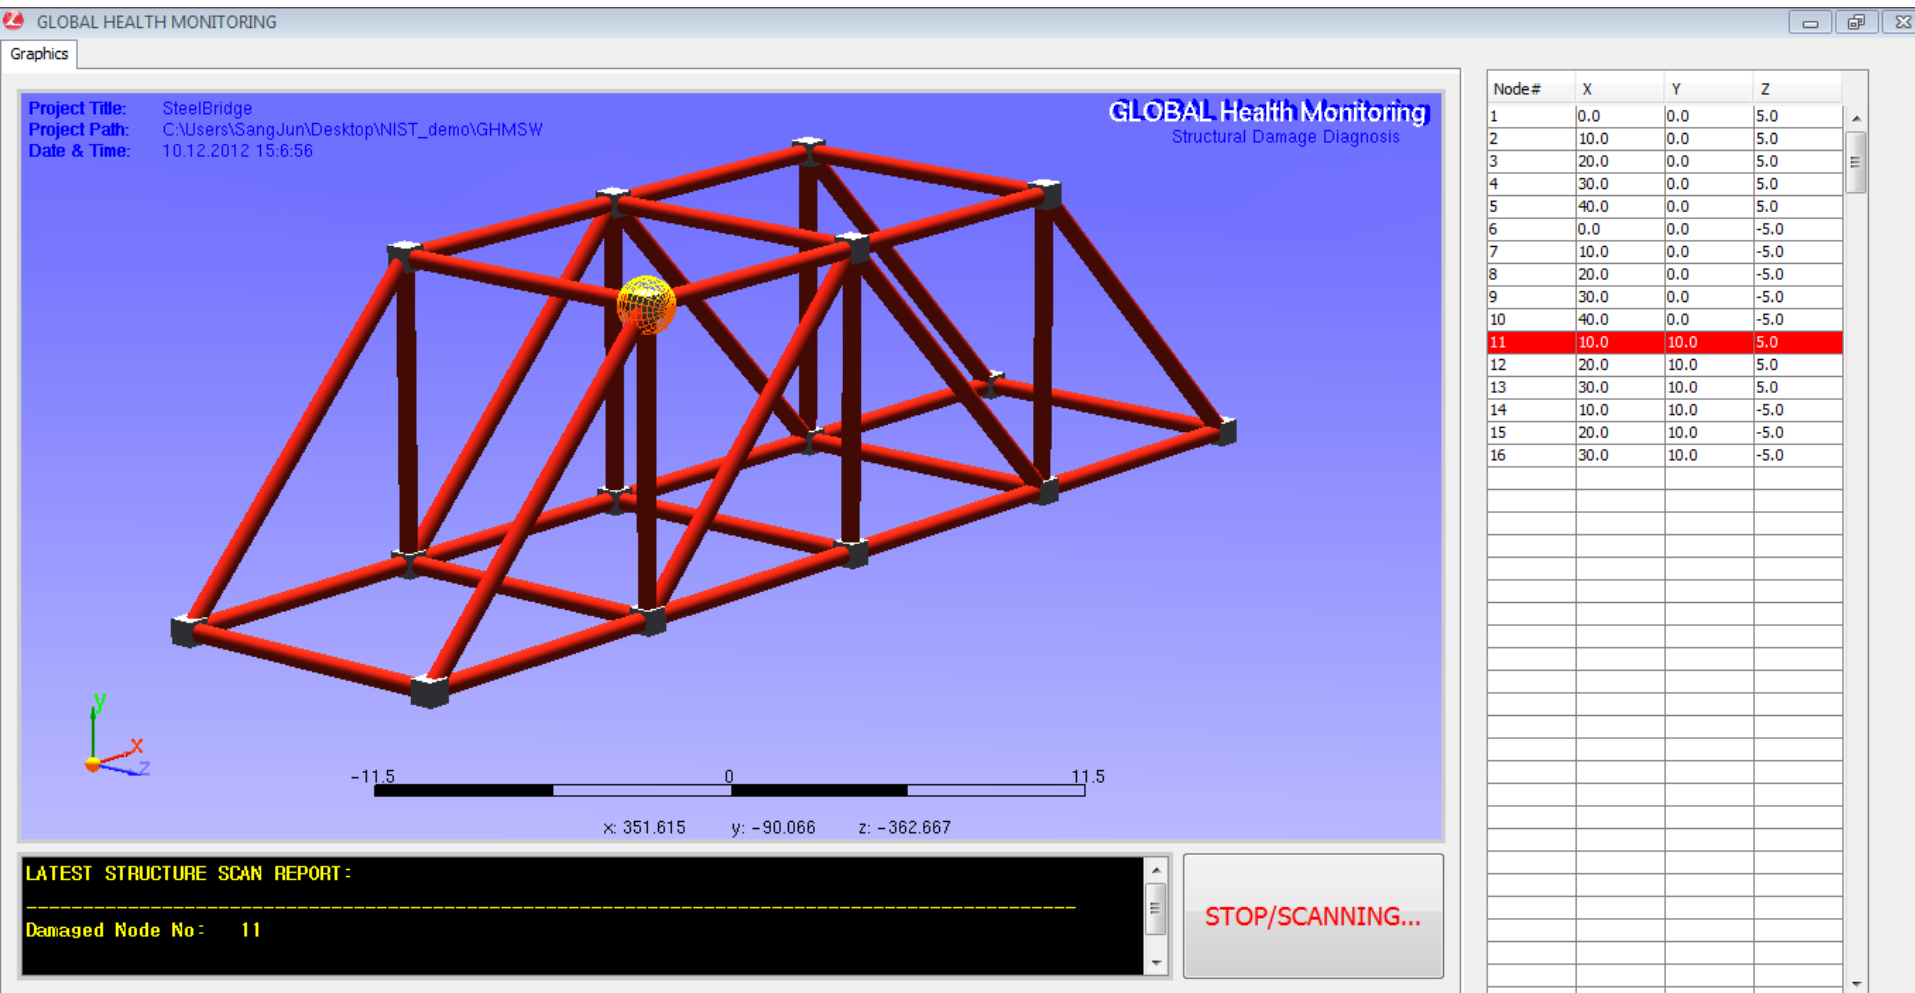 GLOBAL HEALTH MONITORING
Graphics
Project Title: SteelBridge
Project Path: C:\Users\SangJun\Desktop\NIST_demo\GHMSW
Date & Time: 10.12.2012 15:6:56
GLOBAL Health Monitoring
Structural Damage Diagnosis
y
x
z
-11.5 0 11.5
x: 351.615 y: -90.066 z: -362.667
LATEST STRUCTURE SCAN REPORT:
Damaged Node No: 11
STOP/SCANNING...
Node# X Y Z
1 0.0 0.0 5.0
2 10.0 0.0 5.0
3 20.0 0.0 5.0
4 30.0 0.0 5.0
5 40.0 0.0 5.0
6 0.0 0.0 -5.0
7 10.0 0.0 -5.0
8 20.0 0.0 -5.0
9 30.0 0.0 -5.0
10 40.0 0.0 -5.0
11 10.0 10.0 5.0
12 20.0 10.0 5.0
13 30.0 10.0 5.0
14 10.0 10.0 -5.0
15 20.0 10.0 -5.0
16 30.0 10.0 -5.0